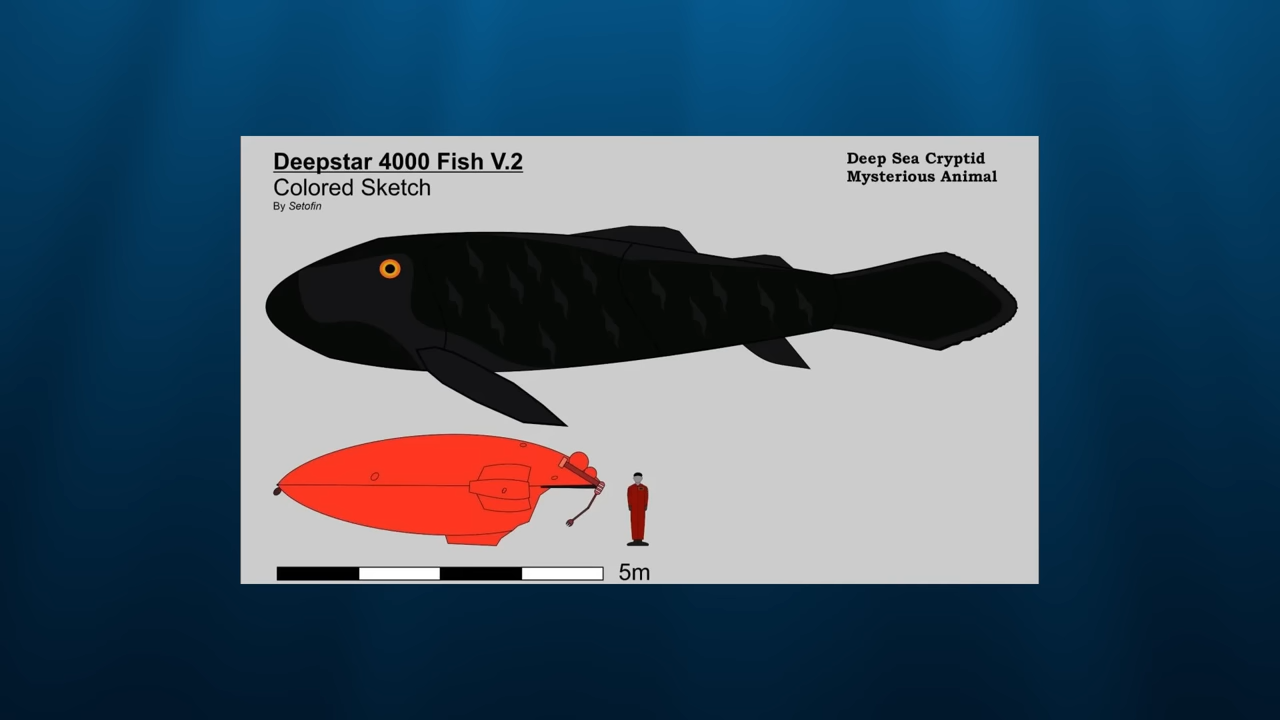 Deepstar 4000 Fish V.2
Colored Sketch
By Setofin
Deep Sea Cryptid
Mysterious Animal
5m